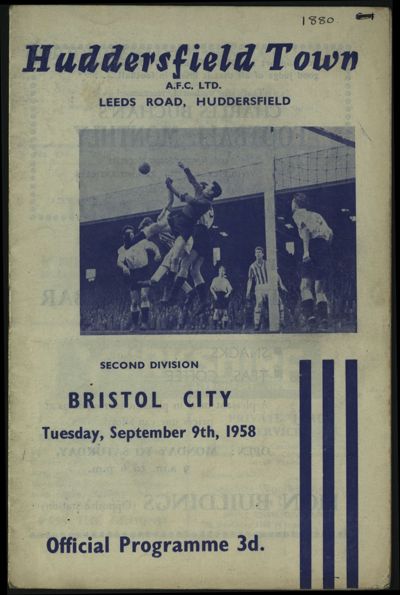 1880
Huddersfield Town
A.F.C. LTD.
LEEDS ROAD, HUDDERSFIELD
SECOND DIVISION
BRISTOL CITY
Tuesday, September 9th, 1958
Official Programme 3d.